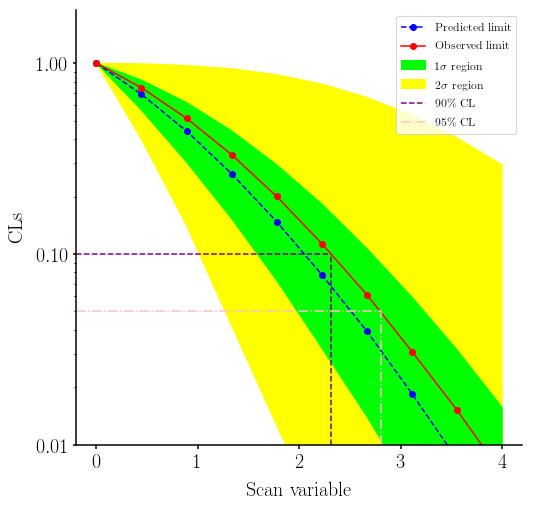 Predicted limit
Observed limit
1σ region
2σ region
90% CL
95% CL
1.00
0.10
0.01
CLs
0 1 2 3 4
Scan variable